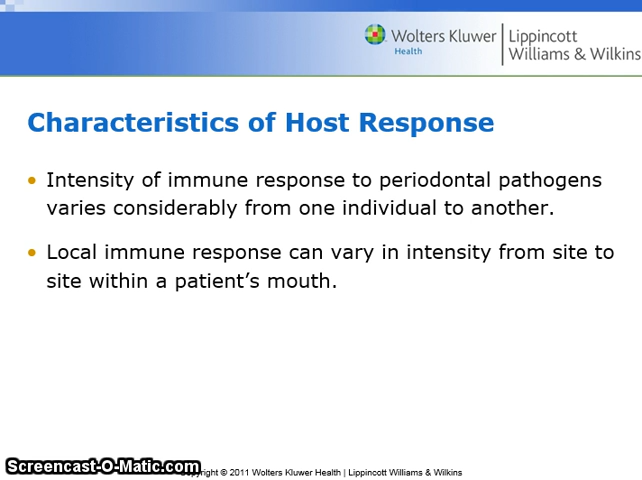 Wolters Kluwer
Health
Lippincott
Williams & Wilkins
Characteristics of Host Response
• Intensity of immune response to periodontal pathogens
varies considerably from one individual to another.
• Local immune response can vary in intensity from site to
site within a patient’s mouth.
Screencast-O-Matic.com
© 2011 Wolters Kluwer Health | Lippincott Williams & Wilkins